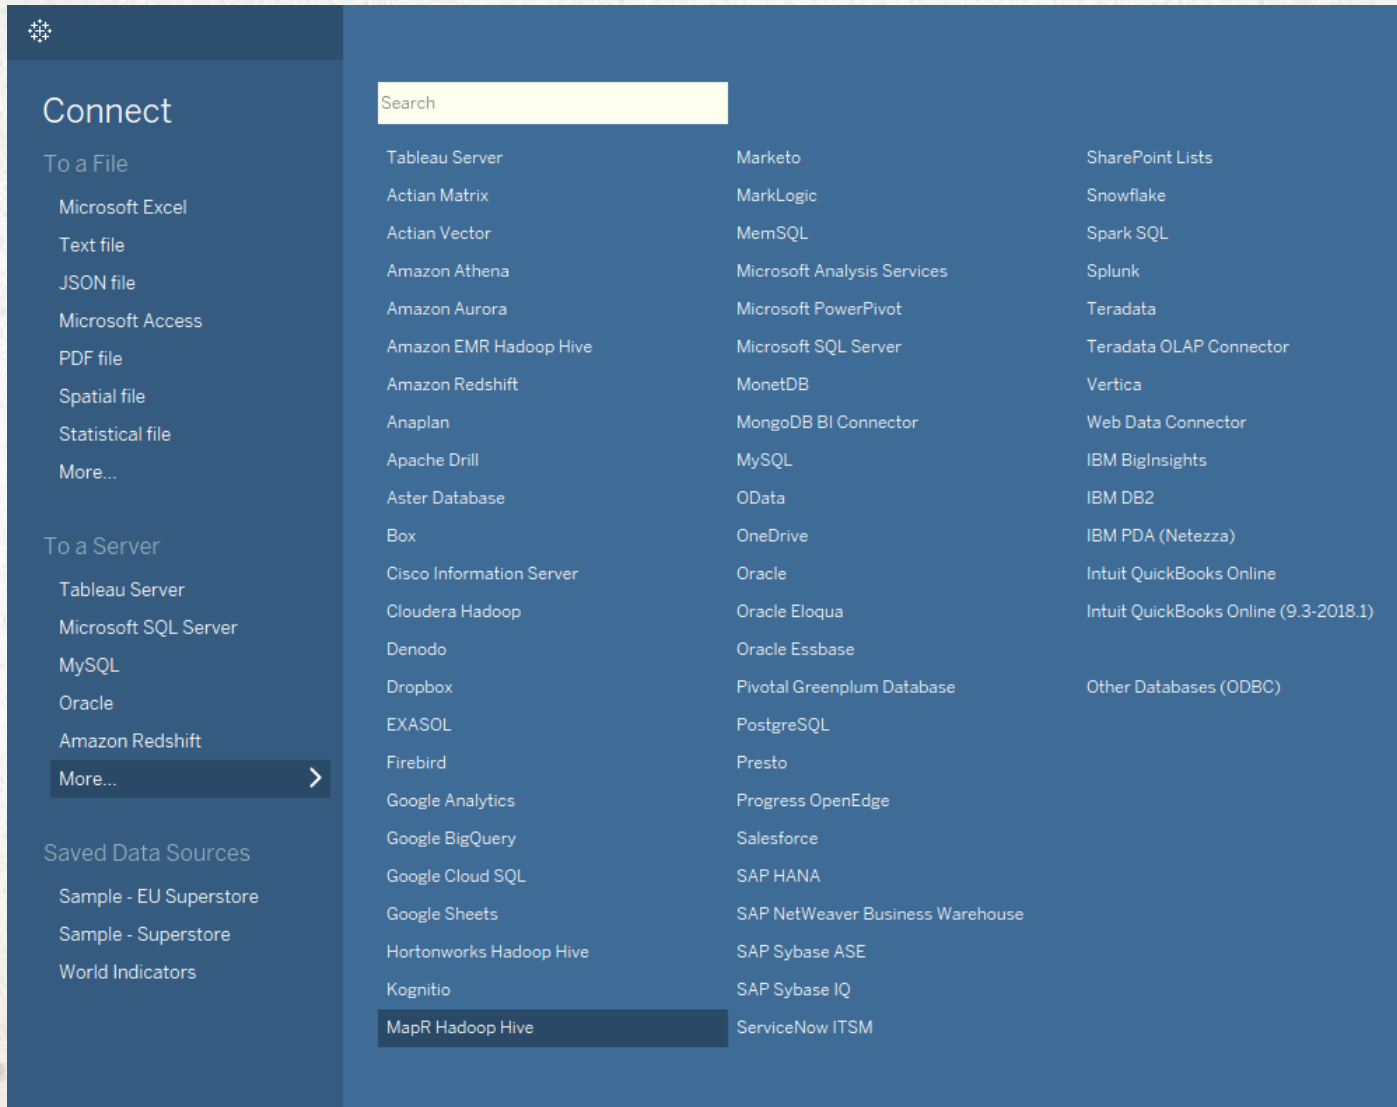 Connect
To a File
Microsoft Excel
Text file
JSON file
Microsoft Access
PDF file
Spatial file
Statistical file
More...
To a Server
Tableau Server
Microsoft SQL Server
MySQL
Oracle
Amazon Redshift
More...
Saved Data Sources
Sample - EU Superstore
Sample - Superstore
World Indicators
Search
Tableau Server
Actian Matrix
Actian Vector
Amazon Athena
Amazon Aurora
Amazon EMR Hadoop Hive
Amazon Redshift
Anaplan
Apache Drill
Aster Database
Box
Cisco Information Server
Cloudera Hadoop
Denodo
Dropbox
EXASOL
Firebird
Google Analytics
Google BigQuery
Google Cloud SQL
Google Sheets
Hortonworks Hadoop Hive
Kognitio
MapR Hadoop Hive
Marketo
MarkLogic
MemSQL
Microsoft Analysis Services
Microsoft PowerPivot
Microsoft SQL Server
MonetDB
MongoDB BI Connector
MySQL
OData
OneDrive
Oracle
Oracle Eloqua
Oracle Essbase
Pivotal Greenplum Database
PostgreSQL
Presto
Progress OpenEdge
Salesforce
SAP HANA
SAP NetWeaver Business Warehouse
SAP Sybase ASE
SAP Sybase IQ
ServiceNow ITSM
SharePoint Lists
Snowflake
Spark SQL
Splunk
Teradata
Teradata OLAP Connector
Vertica
Web Data Connector
IBM BigInsights
IBM DB2
IBM PDA (Netezza)
Intuit QuickBooks Online
Intuit QuickBooks Online (9.3-2018.1)
Other Databases (ODBC)